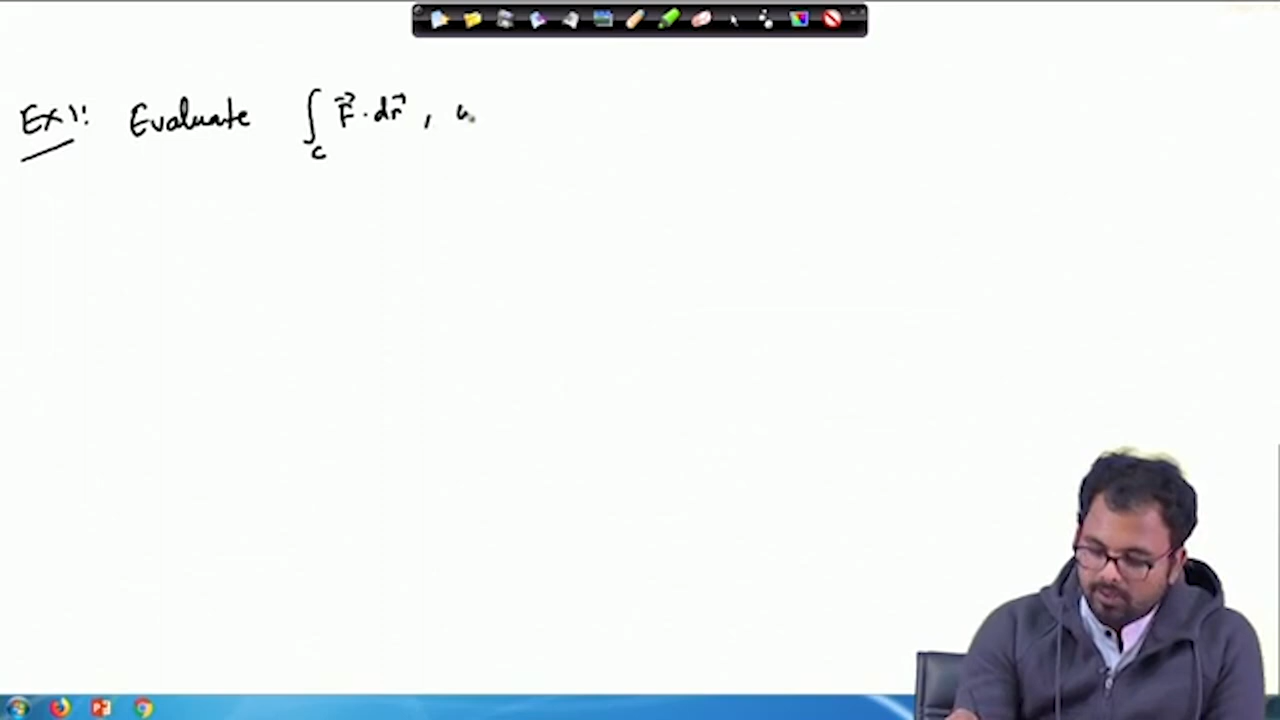 Ex 1: Evaluate ∫_C F⃗ · dr⃗ ,